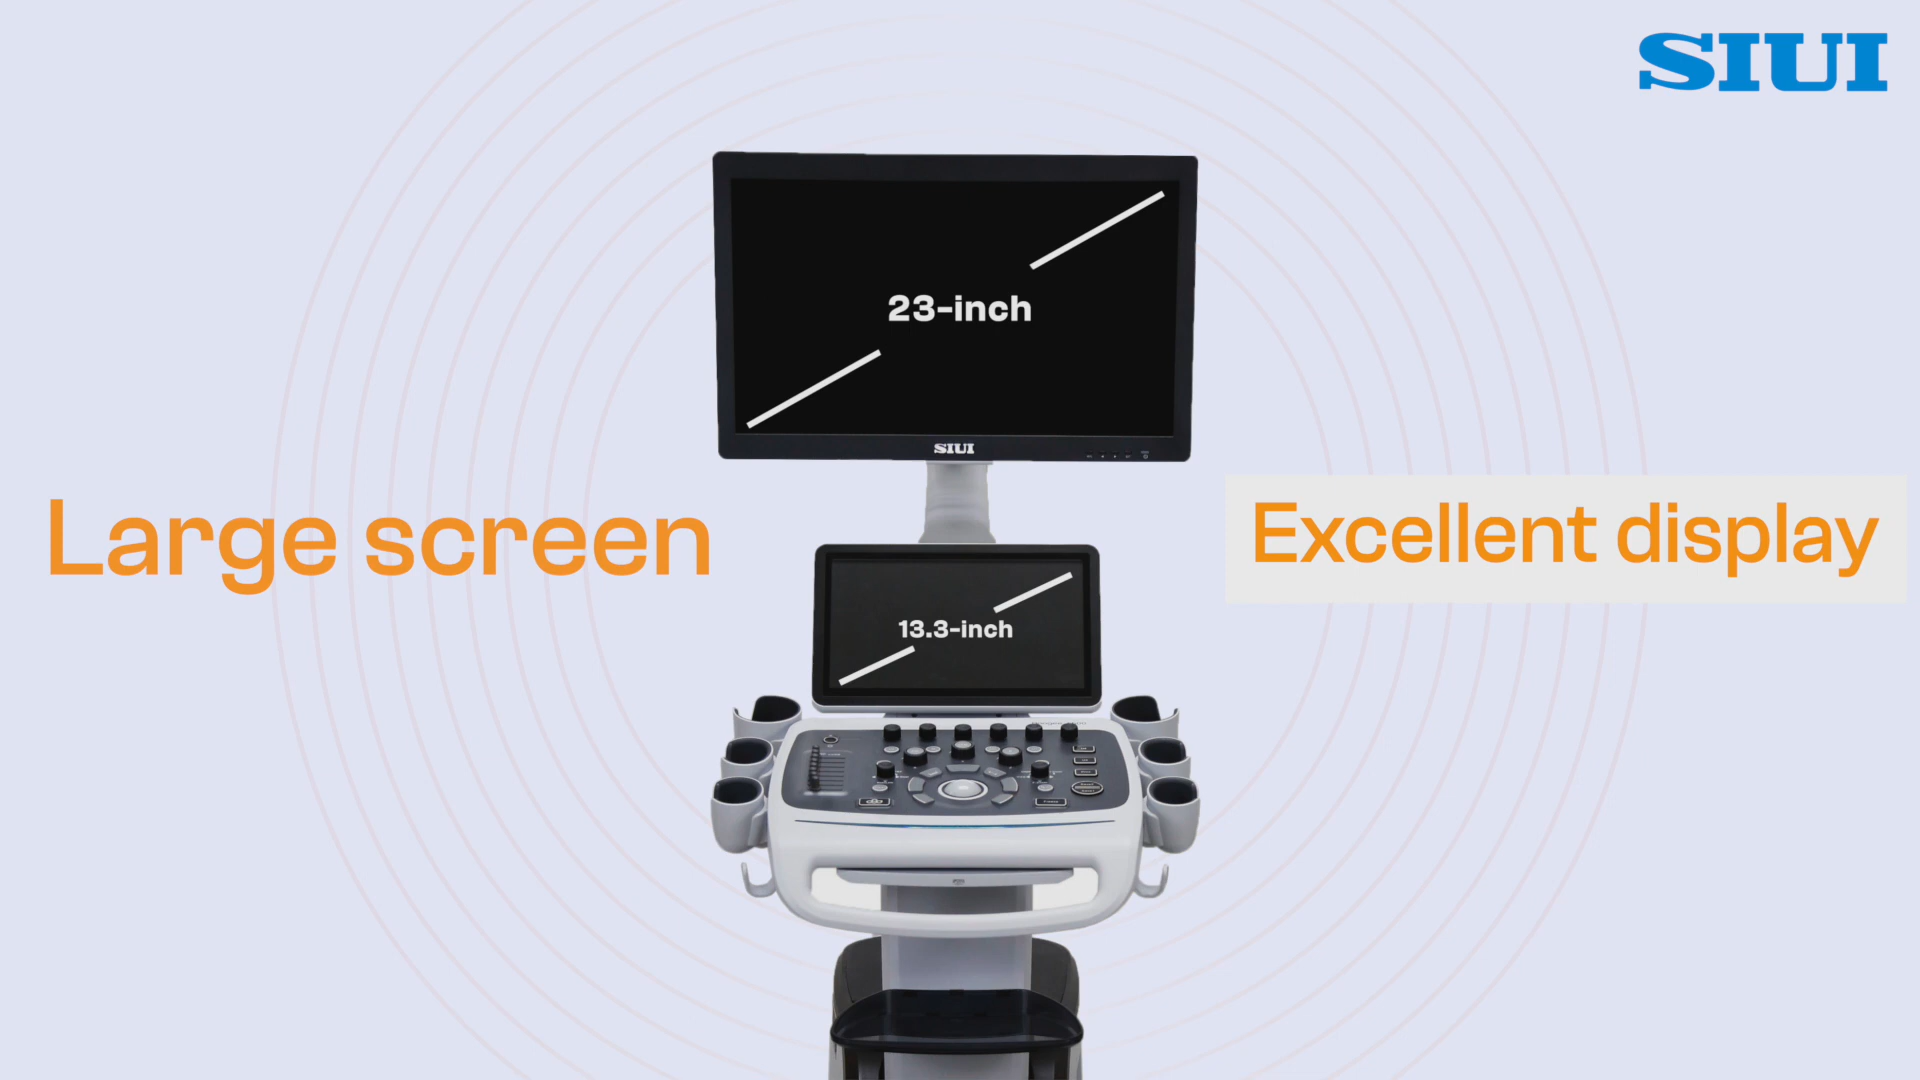 SIUI
23-inch
SIUI
Large screen
Excellent display
13.3-inch